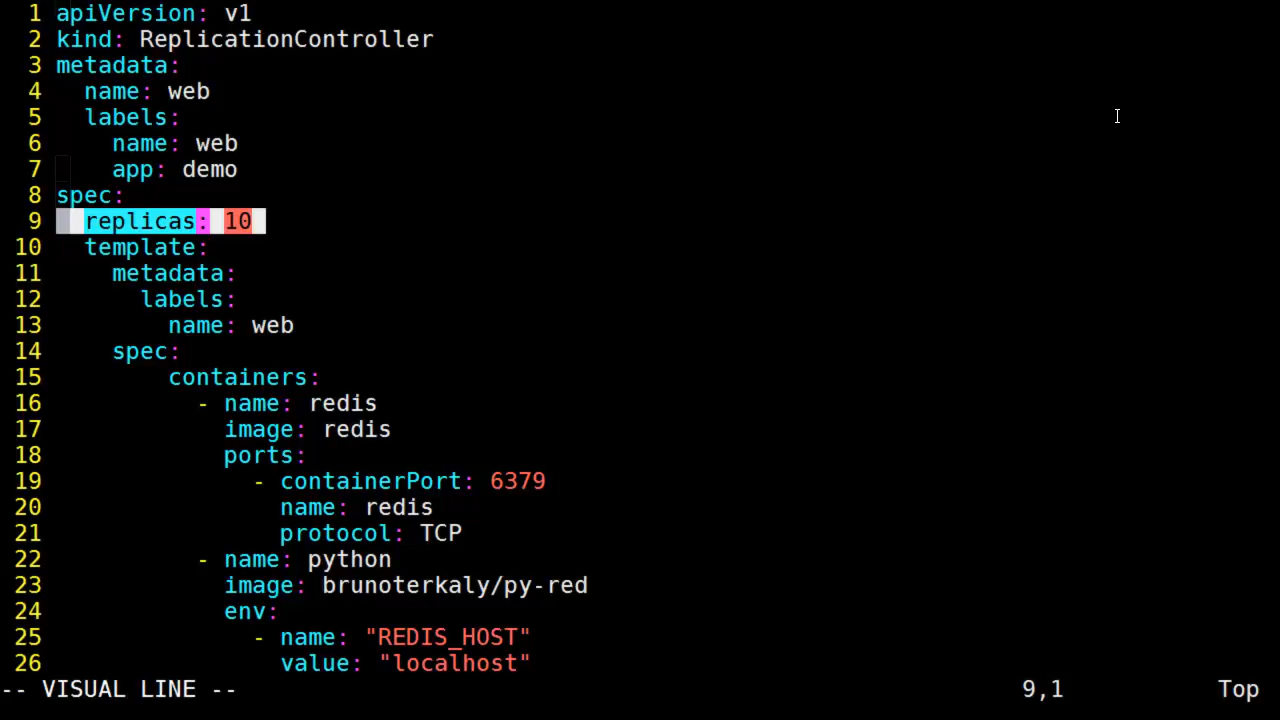 1 apiVersion: v1
2 kind: ReplicationController
3 metadata:
4   name: web
5   labels:
6     name: web
7     app: demo
8 spec:
9   replicas: 10
10   template:
11     metadata:
12       labels:
13         name: web
14     spec:
15         containers:
16           - name: redis
17             image: redis
18             ports:
19               - containerPort: 6379
20                 name: redis
21                 protocol: TCP
22           - name: python
23             image: brunoterkaly/py-red
24             env:
25               - name: "REDIS_HOST"
26                 value: "localhost"
-- VISUAL LINE -- 9,1 Top